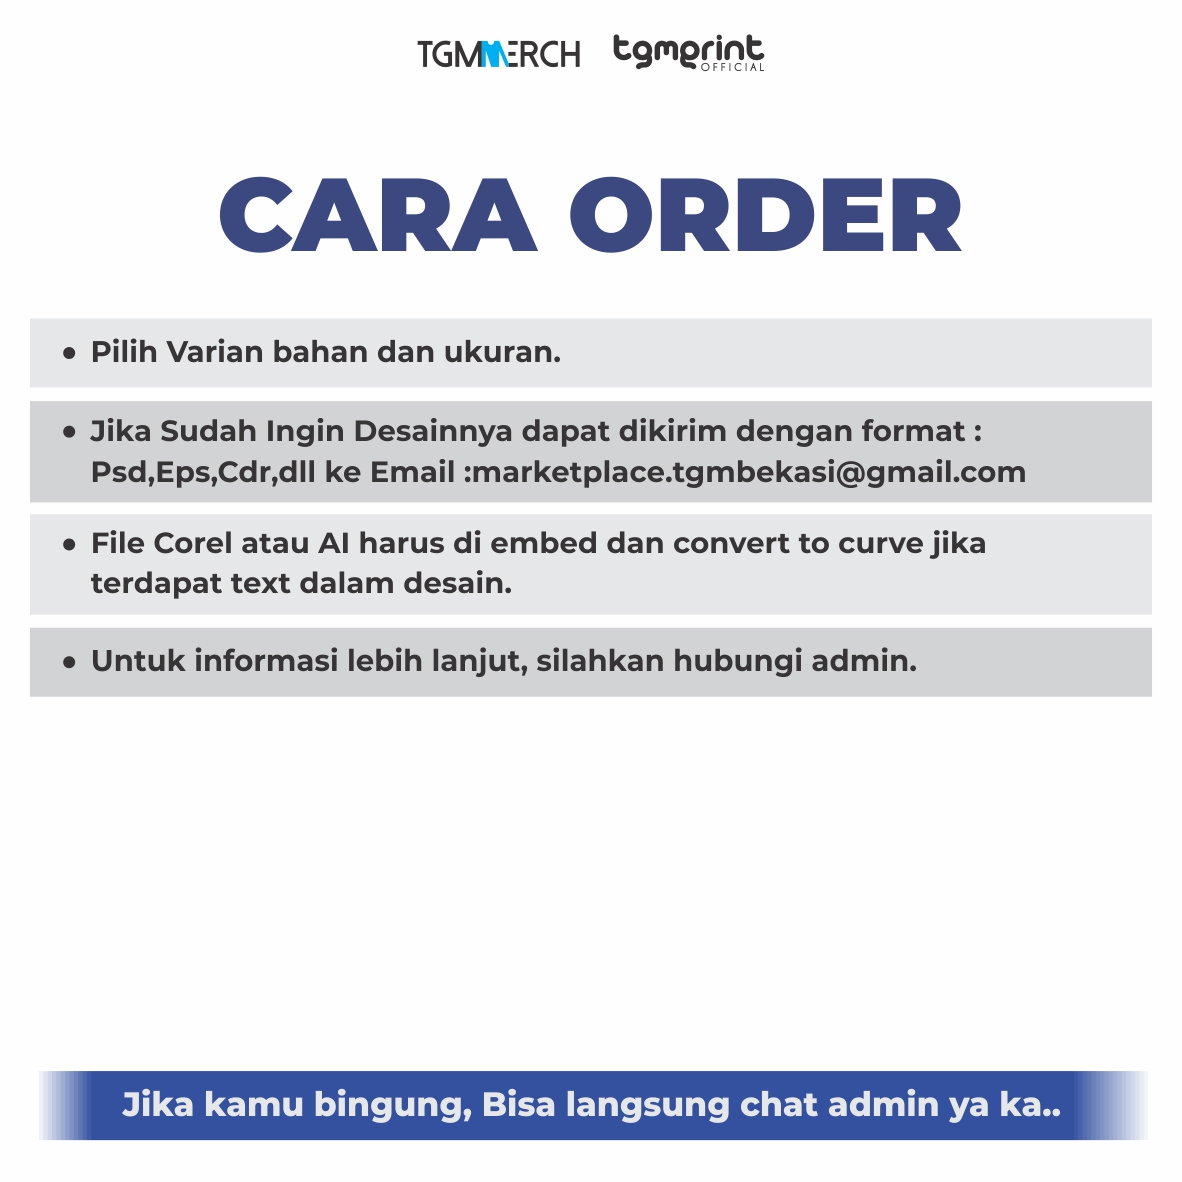 TGMMERCH tgmprint
OFFICIAL
CARA ORDER
• Pilih Varian bahan dan ukuran.
• Jika Sudah Ingin Desainnya dapat dikirim dengan format :
Psd,Eps,Cdr,dll ke Email :marketplace.tgmbekasi@gmail.com
• File Corel atau AI harus di embed dan convert to curve jika
terdapat text dalam desain.
• Untuk informasi lebih lanjut, silahkan hubungi admin.
Jika kamu bingung, Bisa langsung chat admin ya ka..